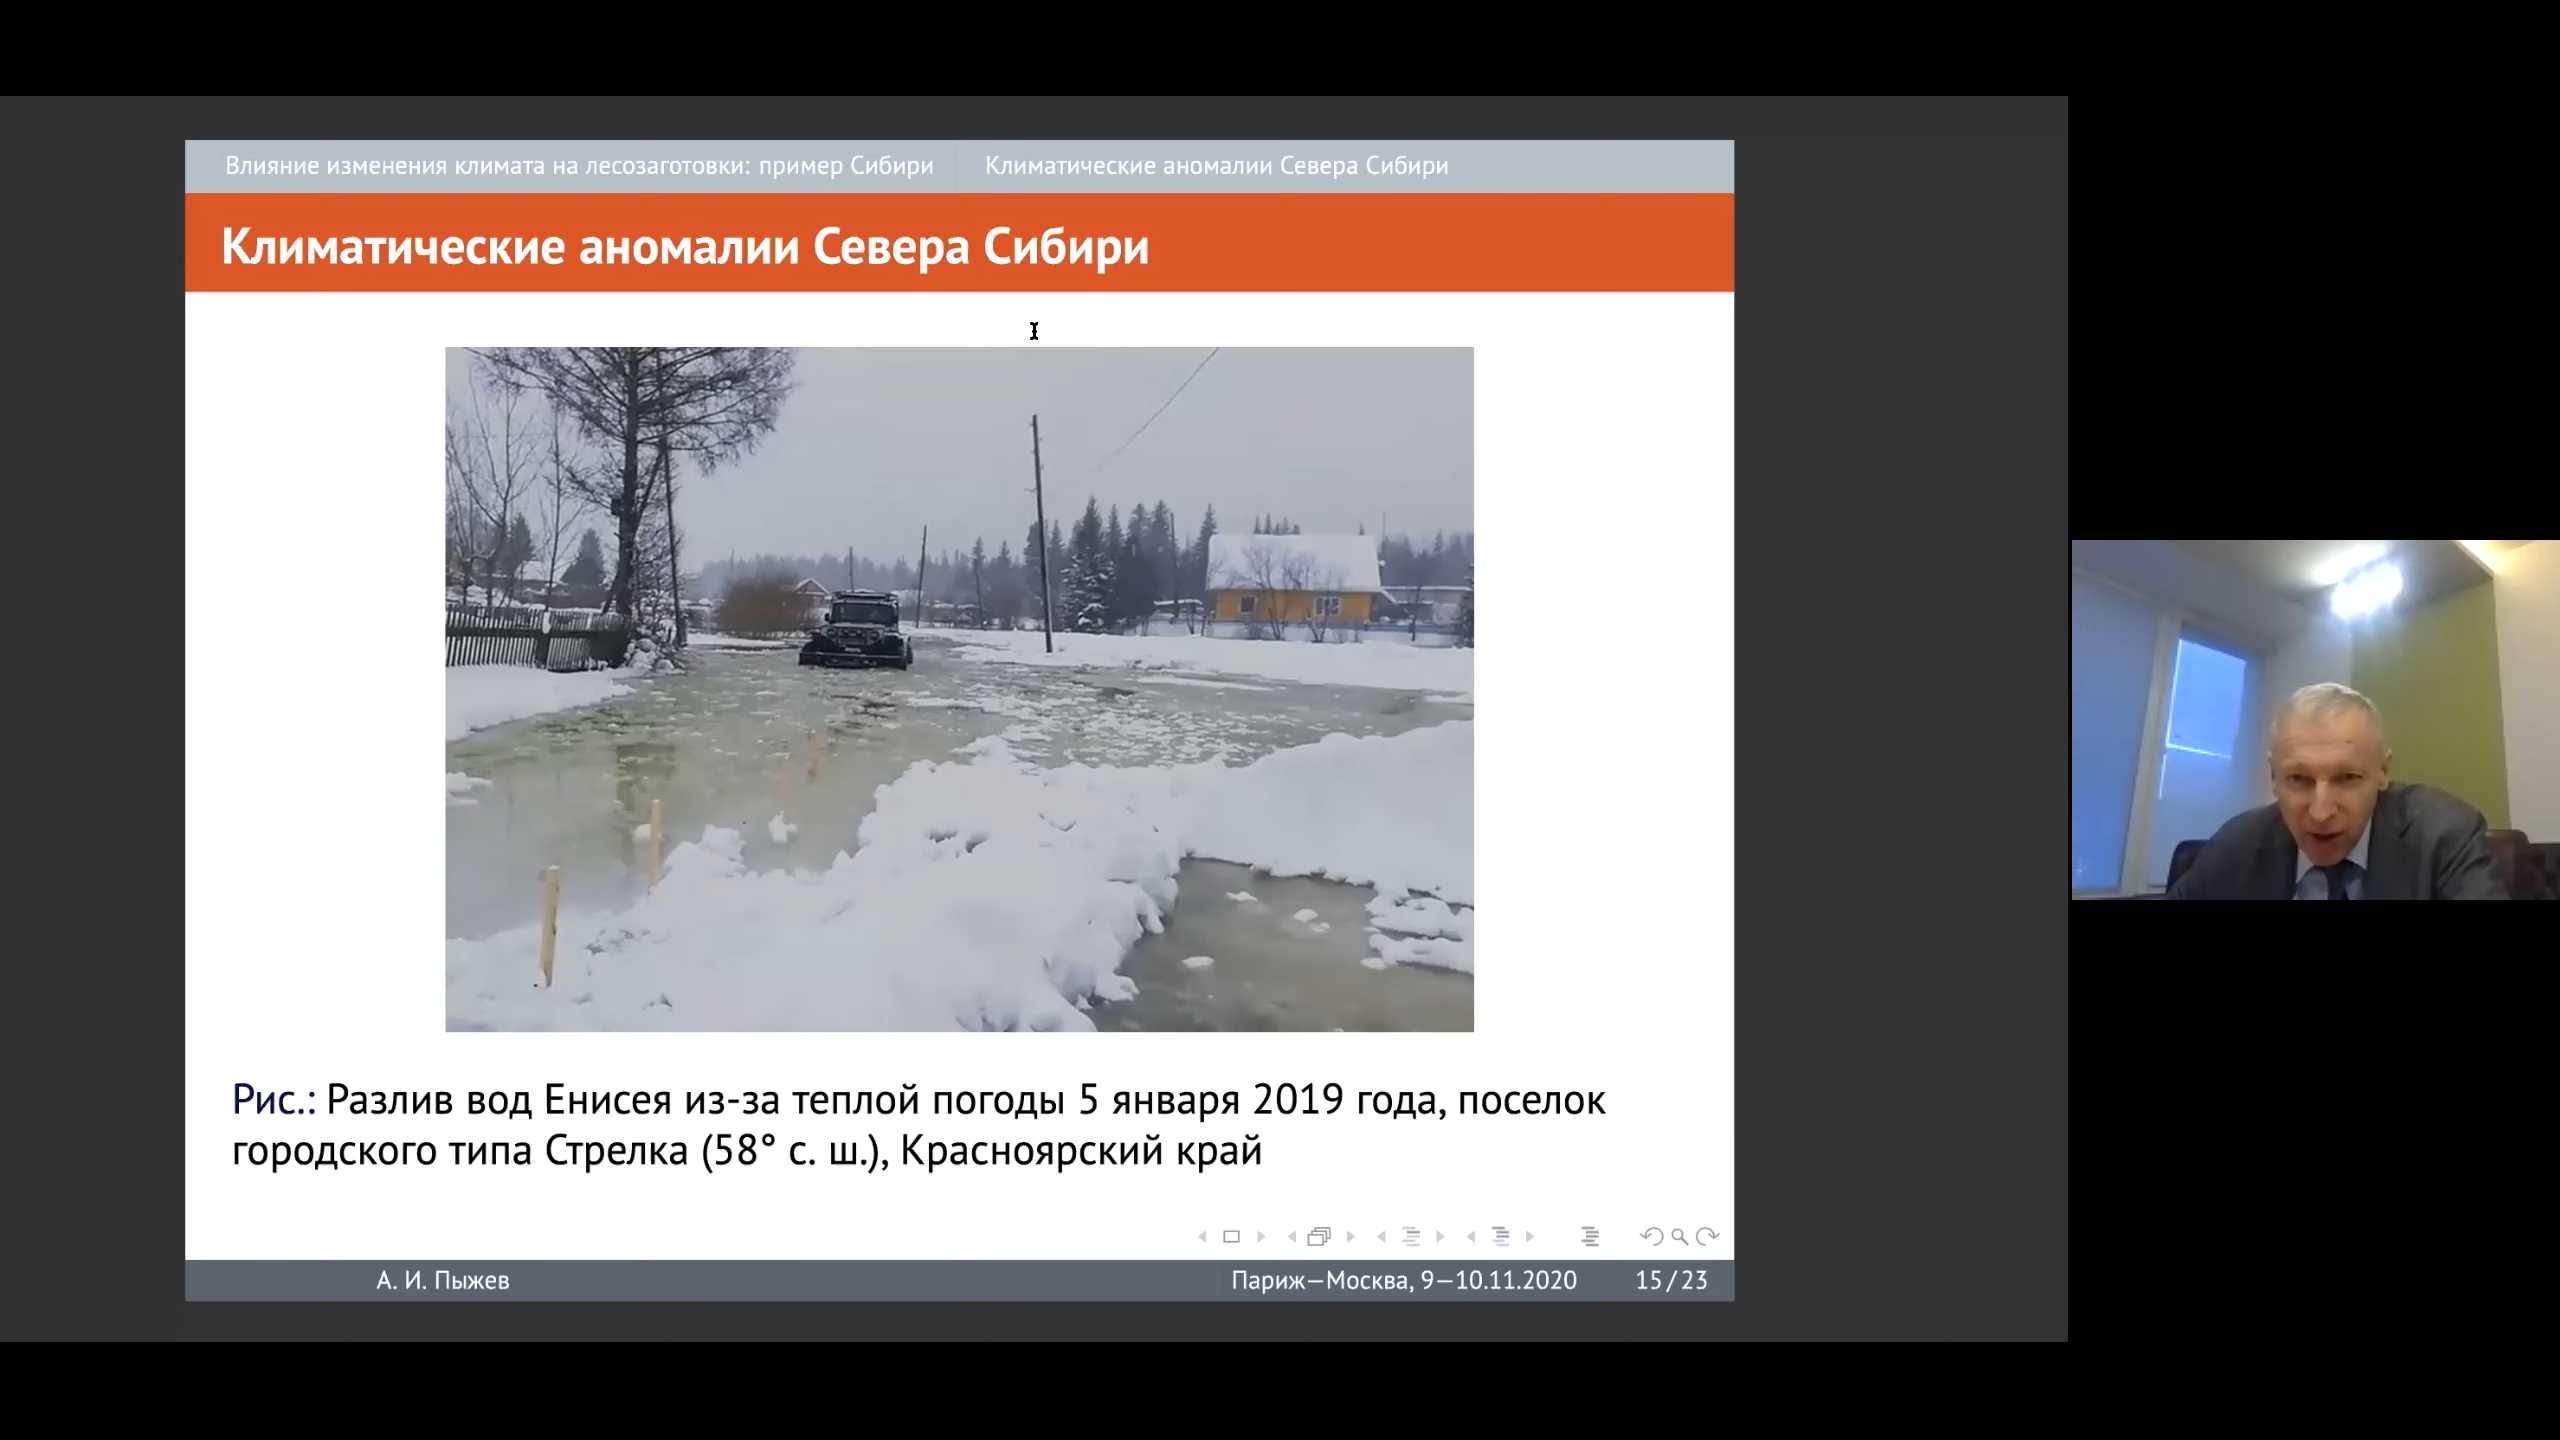 Влияние изменения климата на лесозаготовки: пример Сибири
Климатические аномалии Севера Сибири
Климатические аномалии Севера Сибири
Рис.: Разлив вод Енисея из-за теплой погоды 5 января 2019 года, поселок
городского типа Стрелка (58° с. ш.), Красноярский край
А. И. Пыжев
Париж—Москва, 9—10.11.2020
15 / 23